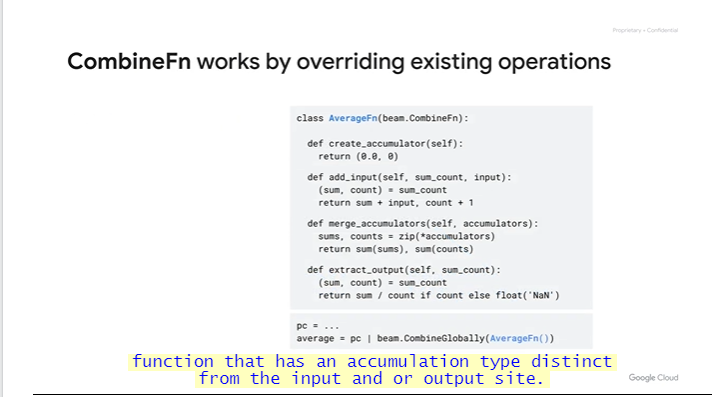 Proprietary + Confidential
CombineFn works by overriding existing operations
class AverageFn(beam.CombineFn):
def create_accumulator(self):
return (0.0, 0)
def add_input(self, sum_count, input):
(sum, count) = sum_count
return sum + input, count + 1
def merge_accumulators(self, accumulators):
sums, counts = zip(*accumulators)
return sum(sums), sum(counts)
def extract_output(self, sum_count):
(sum, count) = sum_count
return sum / count if count else float('NaN')
pc = ...
average = pc | beam.CombineGlobally(AverageFn())
function that has an accumulation type distinct
from the input and or output site.
Google Cloud